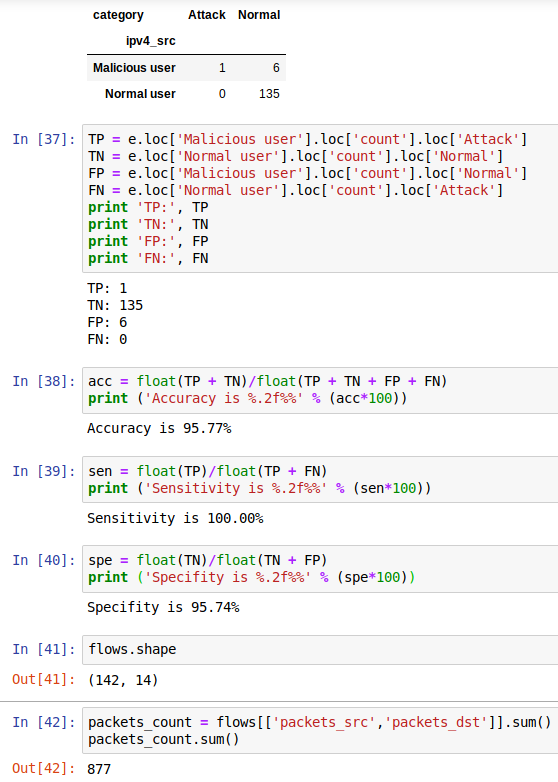 category Attack Normal
ipv4_src
Malicious user 1 6
Normal user 0 135
In [37]: TP = e.loc['Malicious user'].loc['count'].loc['Attack']
TN = e.loc['Normal user'].loc['count'].loc['Normal']
FP = e.loc['Malicious user'].loc['count'].loc['Normal']
FN = e.loc['Normal user'].loc['count'].loc['Attack']
print 'TP:', TP
print 'TN:', TN
print 'FP:', FP
print 'FN:', FN
TP: 1
TN: 135
FP: 6
FN: 0
In [38]: acc = float(TP + TN)/float(TP + TN + FP + FN)
print ('Accuracy is %.2f%%' % (acc*100))
Accuracy is 95.77%
In [39]: sen = float(TP)/float(TP + FN)
print ('Sensitivity is %.2f%%' % (sen*100))
Sensitivity is 100.00%
In [40]: spe = float(TN)/float(TN + FP)
print ('Specifity is %.2f%%' % (spe*100))
Specifity is 95.74%
In [41]: flows.shape
Out[41]: (142, 14)
In [42]: packets_count = flows[['packets_src','packets_dst']].sum()
packets_count.sum()
Out[42]: 877